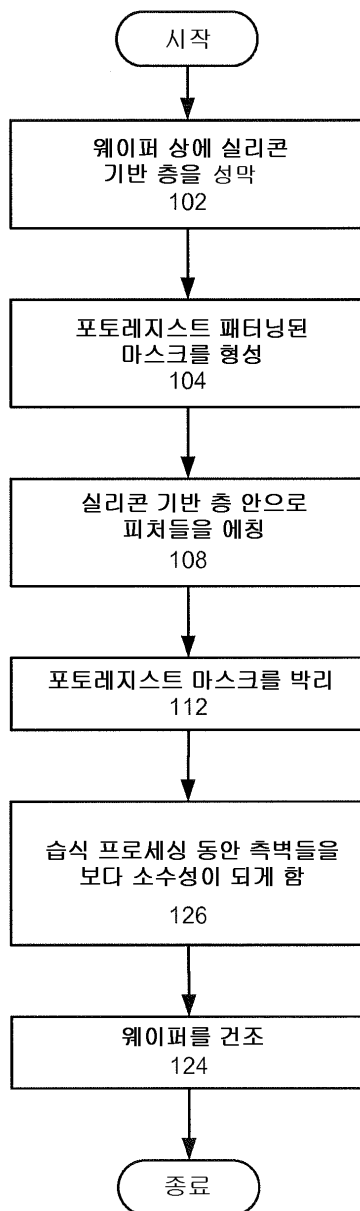 시작
웨이퍼 상에 실리콘
기반 층을 성막
102
포토레지스트 패터닝된
마스크를 형성
104
실리콘 기반 층 안으로
피처들을 에칭
108
포토레지스트 마스크를 박리
112
습식 프로세싱 동안 측벽들을
보다 소수성이 되게 함
126
웨이퍼를 건조
124
종료